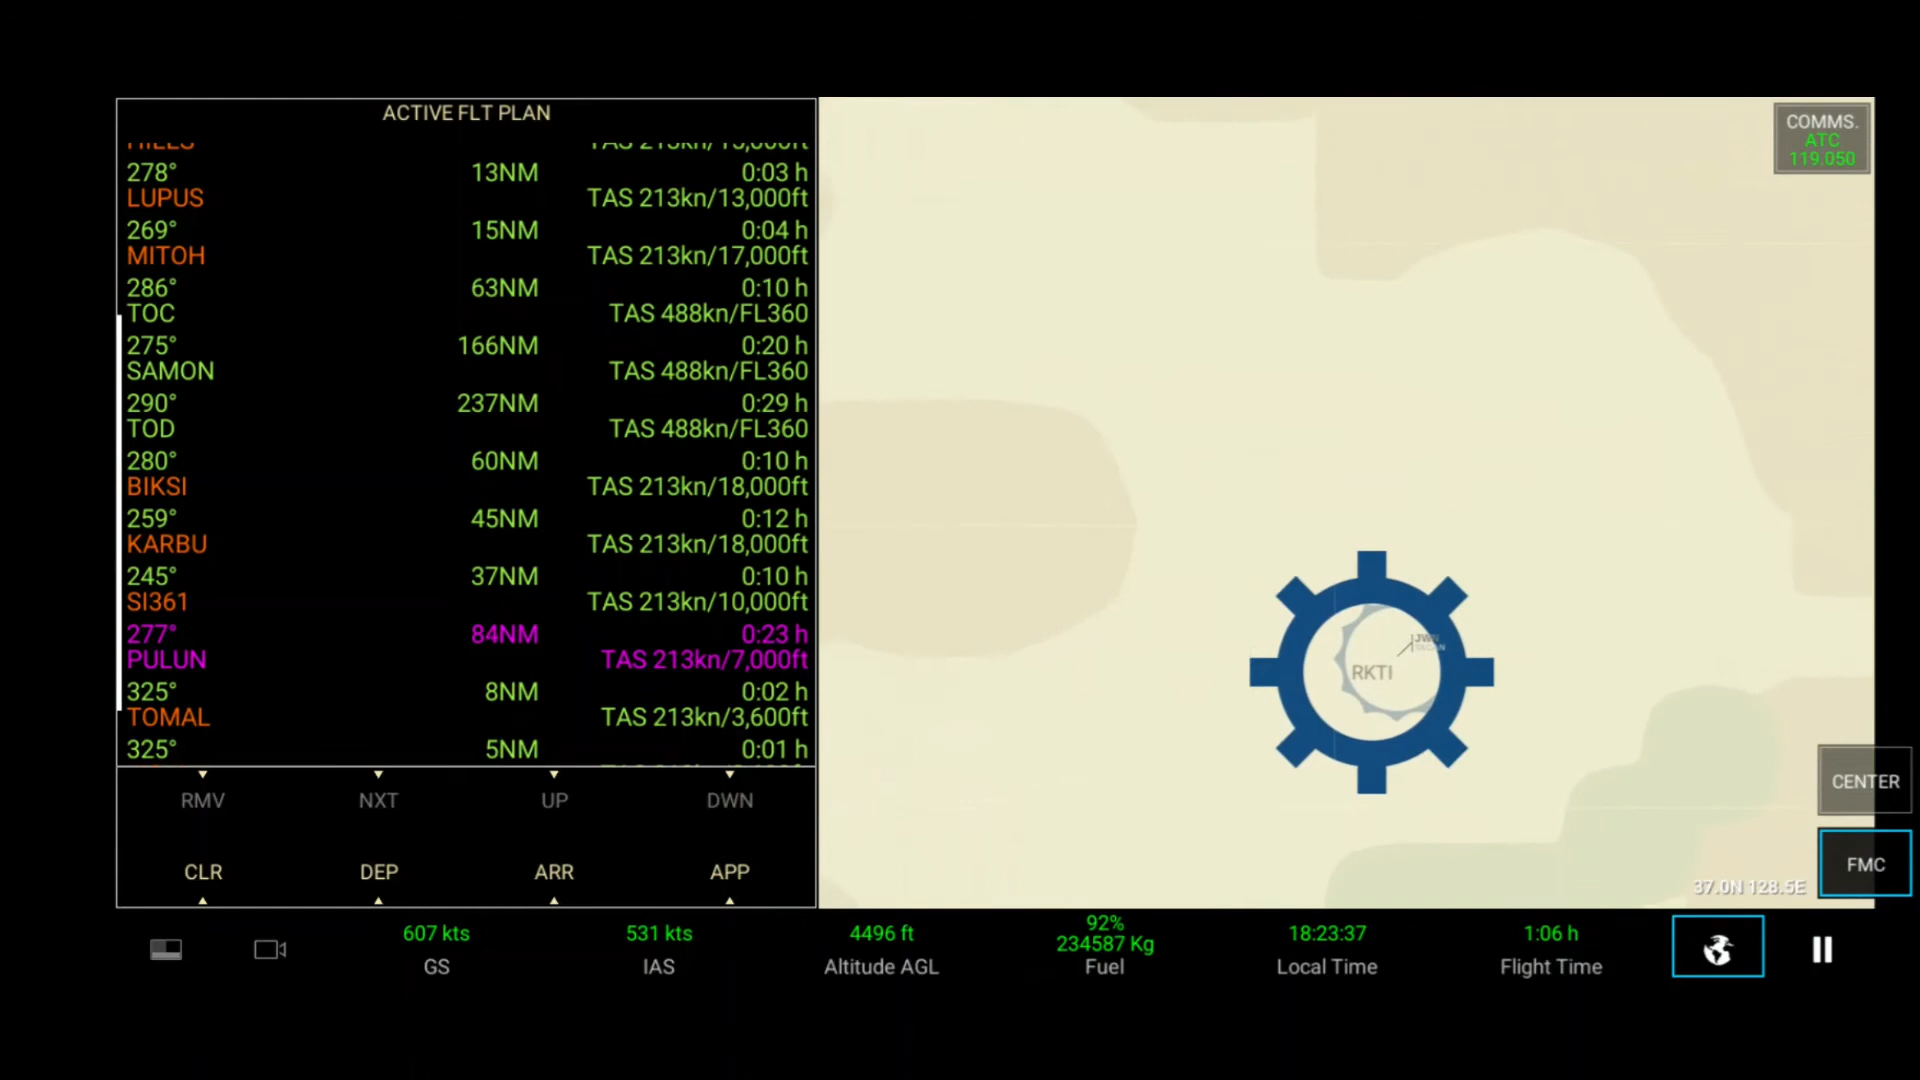 ACTIVE FLT PLAN
278° 13NM 0:03 h
LUPUS TAS 213kn/13,000ft
269° 15NM 0:04 h
MITOH TAS 213kn/17,000ft
286° 63NM 0:10 h
TOC TAS 488kn/FL360
275° 166NM 0:20 h
SAMON TAS 488kn/FL360
290° 237NM 0:29 h
TOD TAS 488kn/FL360
280° 60NM 0:10 h
BIKSI TAS 213kn/18,000ft
259° 45NM 0:12 h
KARBU TAS 213kn/18,000ft
245° 37NM 0:10 h
SI361 TAS 213kn/10,000ft
277° 84NM 0:23 h
PULUN TAS 213kn/7,000ft
325° 8NM 0:02 h
TOMAL TAS 213kn/3,600ft
325° 5NM 0:01 h
RMV NXT UP DWN
CLR DEP ARR APP
COMMS.
ATC
119.050
JWN
TACAN
RKTI
CENTER
FMC
37.0N 128.5E
607 kts
GS
531 kts
IAS
4496 ft
Altitude AGL
92%
234587 Kg
Fuel
18:23:37
Local Time
1:06 h
Flight Time